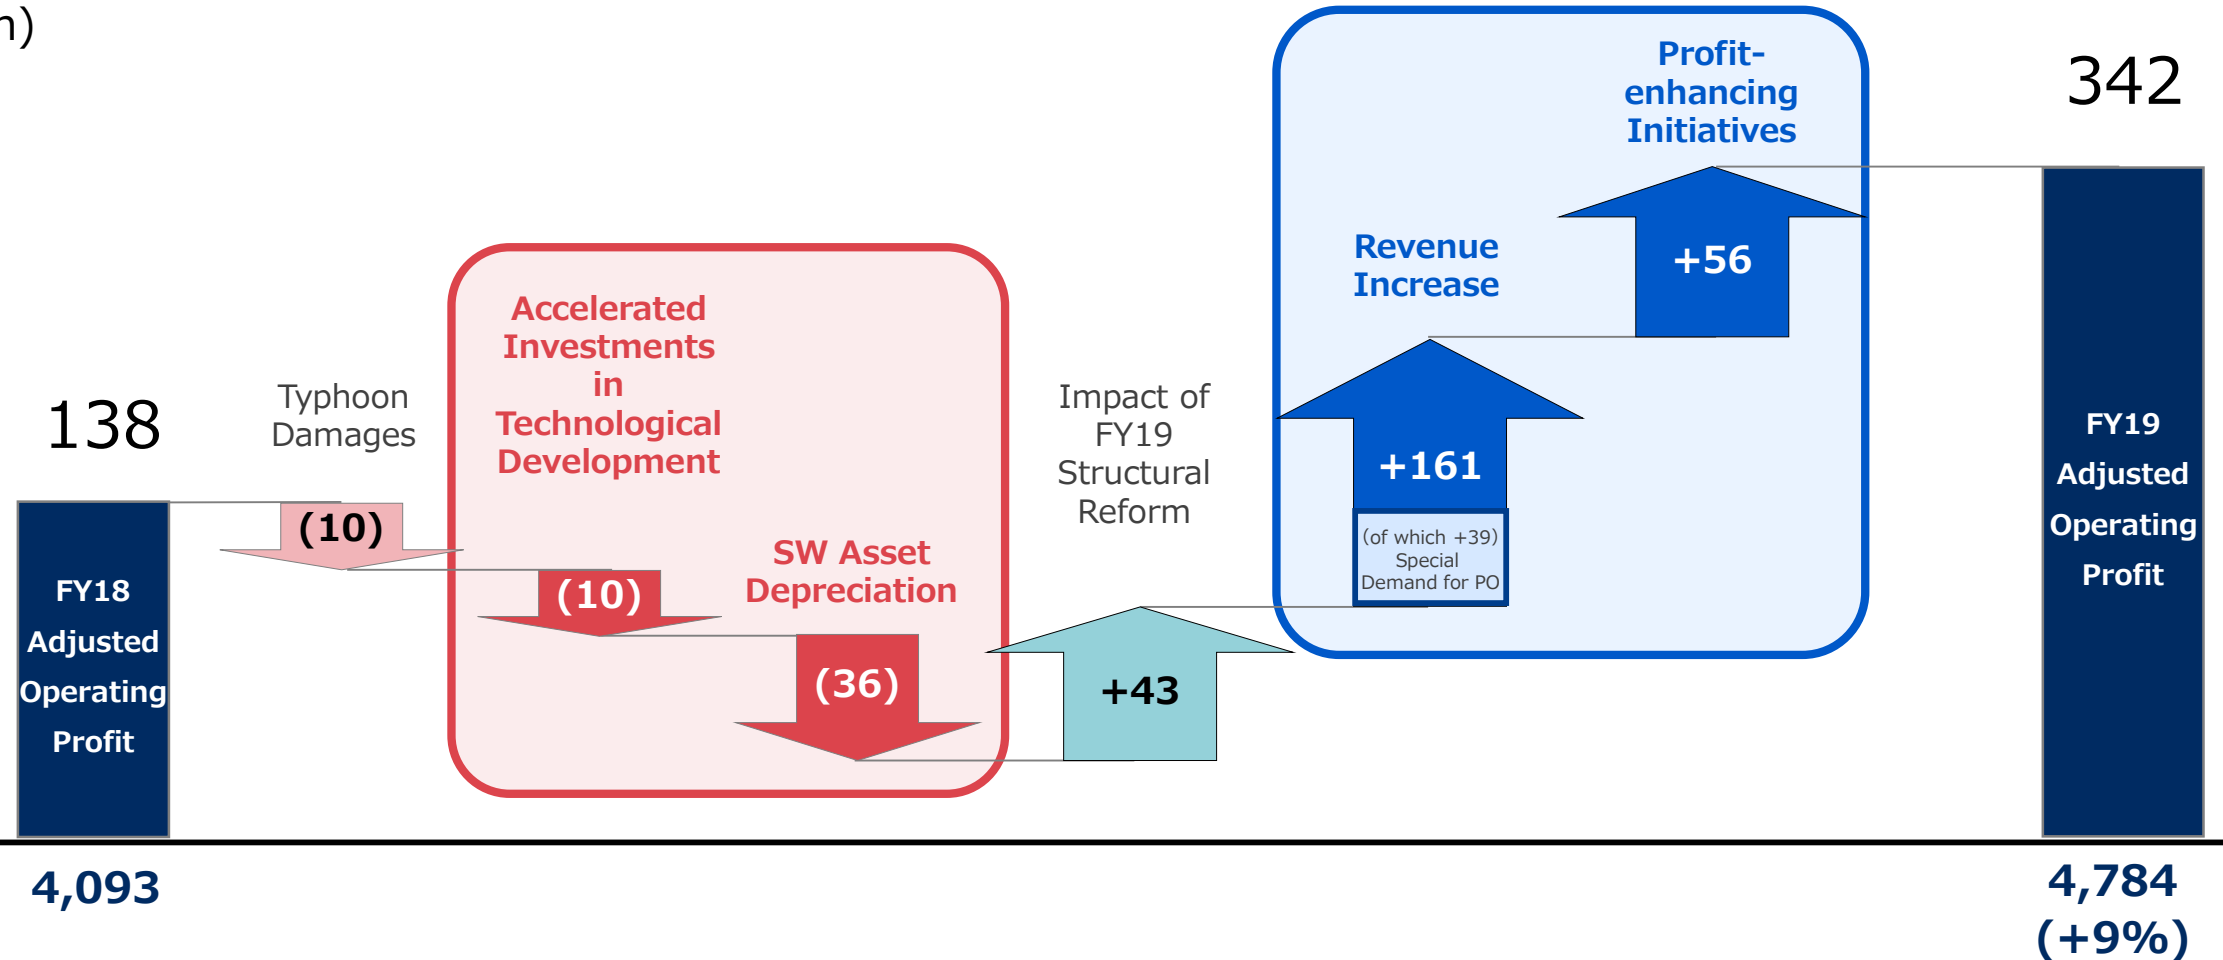 n)
138
FY18
Adjusted
Operating
Profit
4,093
Typhoon
Damages
(10)
Accelerated
Investments
in
Technological
Development
(10)
SW Asset
Depreciation
(36)
Impact of
FY19
Structural
Reform
+43
Revenue
Increase
+161
(of which +39)
Special
Demand for PO
Profit-
enhancing
Initiatives
+56
342
FY19
Adjusted
Operating
Profit
4,784
(+9%)